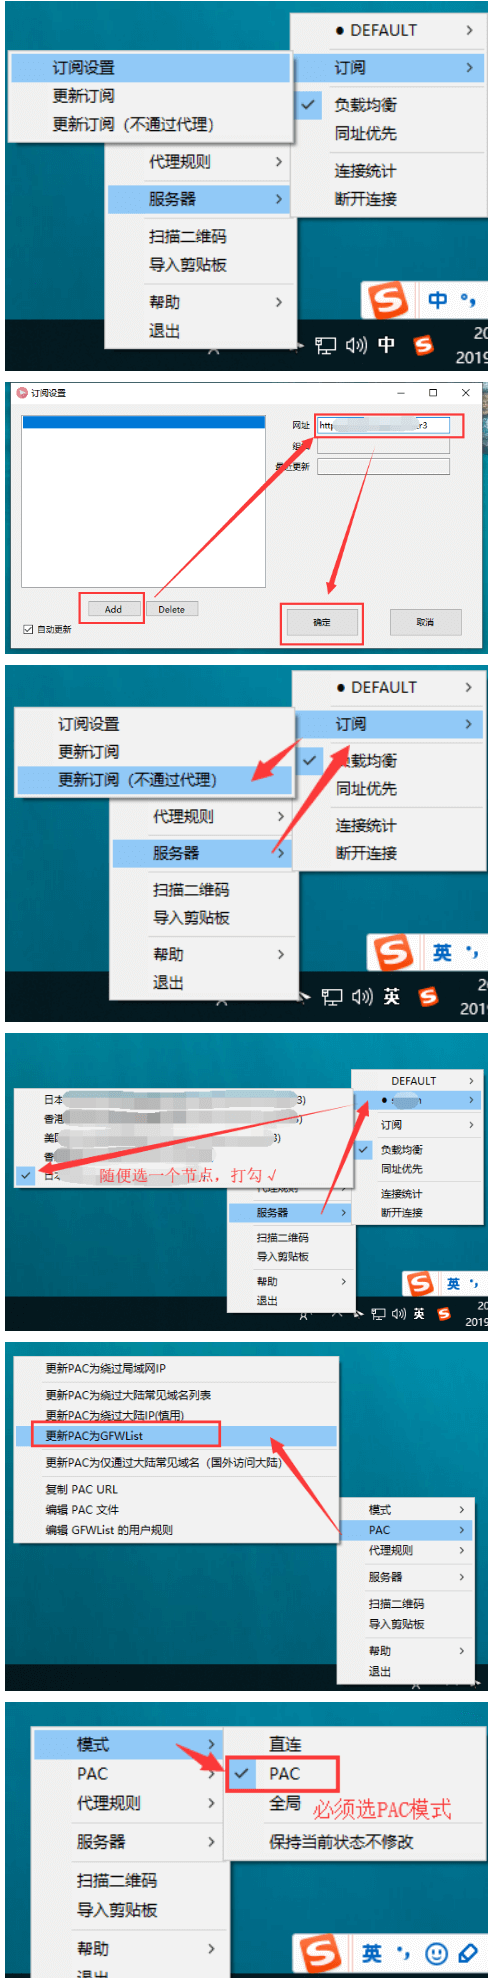 ● DEFAULT
订阅设置
订阅
更新订阅
负载均衡
更新订阅（不通过代理）
同址优先
代理规则
连接统计
服务器
断开连接
扫描二维码
导入剪贴板
帮助
退出
中
中
20
2019
订阅设置
网址
http
r3
组
最近更新
Add
Delete
自动更新
确定
取消
● DEFAULT
订阅设置
订阅
更新订阅
负载均衡
更新订阅（不通过代理）
同址优先
代理规则
连接统计
服务器
断开连接
扫描二维码
导入剪贴板
帮助
退出
英
英
2
2019
DEFAULT
日本
3)
香港
)
订阅
美国
3)
负载均衡
香
同址优先
日本
随便选一个节点，打勾√
代理规则
连接统计
服务器
断开连接
扫描二维码
导入剪贴板
帮助
退出
英
英
20
2019
更新PAC为绕过局域网IP
更新PAC为绕过大陆常见域名列表
更新PAC为绕过大陆IP(慎用)
更新PAC为GFWList
更新PAC为仅通过大陆常见域名（国外访问大陆）
复制 PAC URL
编辑 PAC 文件
编辑 GFWList 的用户规则
模式
PAC
代理规则
服务器
扫描二维码
导入剪贴板
帮助
退出
模式
直连
PAC
PAC
代理规则
全局
必须选PAC模式
服务器
保持当前状态不修改
扫描二维码
导入剪贴板
帮助
英
退出